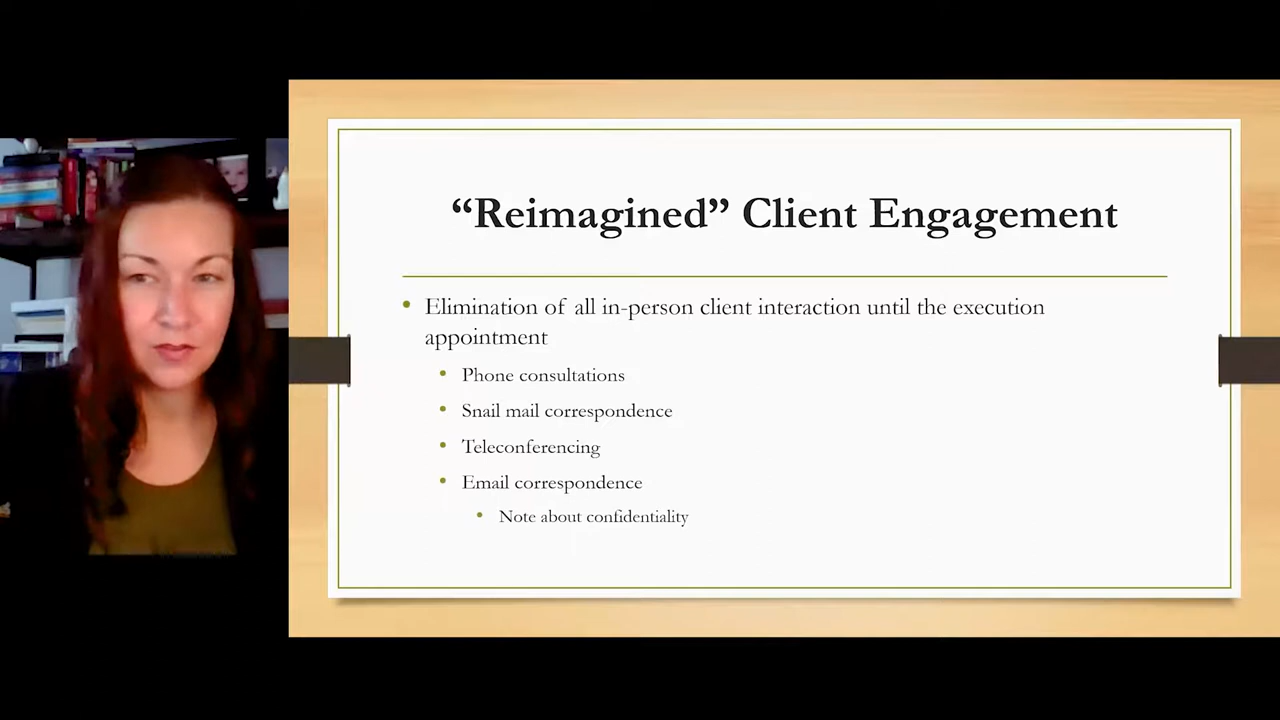 “Reimagined” Client Engagement
• Elimination of all in-person client interaction until the execution
appointment
• Phone consultations
• Snail mail correspondence
• Teleconferencing
• Email correspondence
• Note about confidentiality